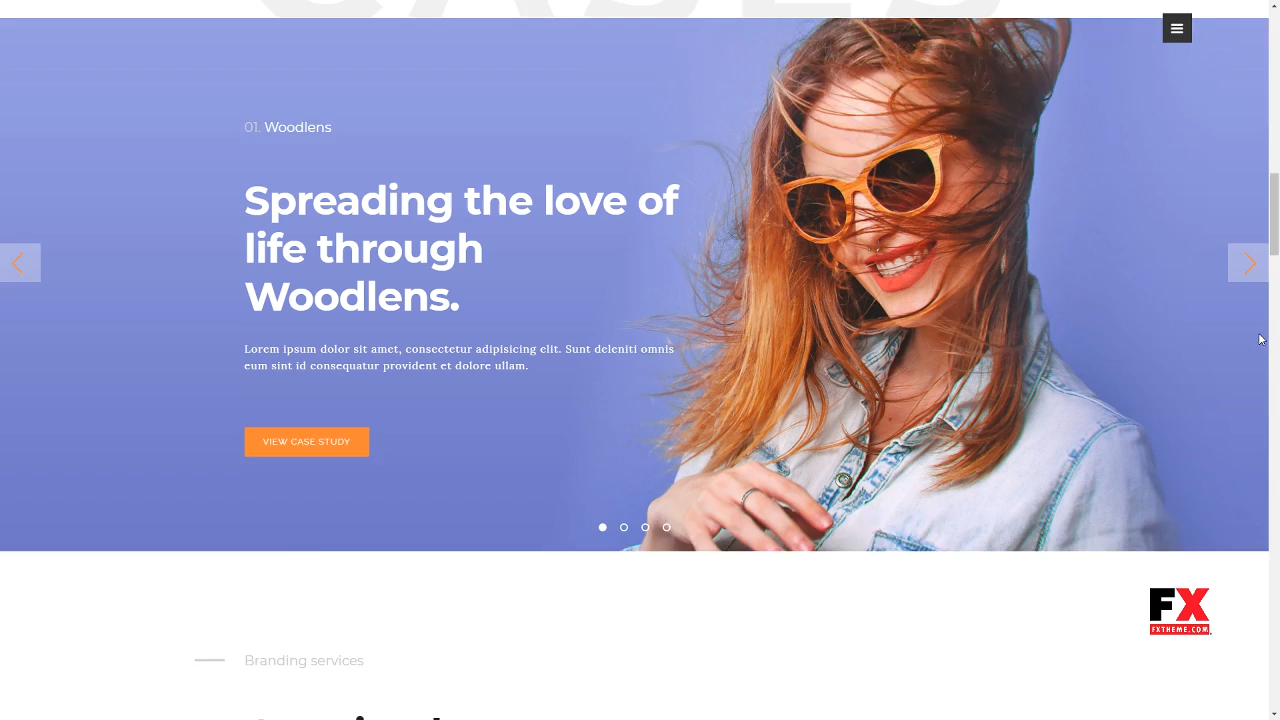 01. Woodlens
Spreading the love of
life through
Woodlens.
Lorem ipsum dolor sit amet, consectetur adipisicing elit. Sunt deleniti omnis
eum sint id consequatur provident et dolore ullam.
VIEW CASE STUDY
FX
FXTHEME.COM
Branding services